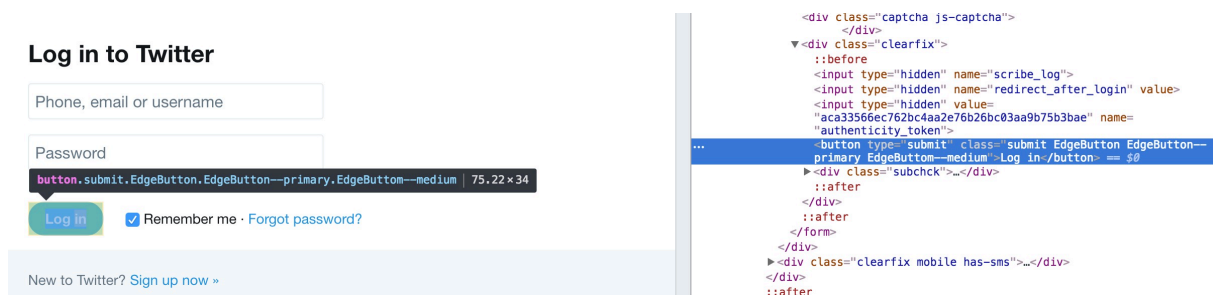 Log in to Twitter
Phone, email or username
Password
button.submit.EdgeButton.EdgeButton--primary.EdgeButtom--medium | 75.22×34
Log in
Remember me · Forgot password?
New to Twitter? Sign up now »
<div class="captcha js-captcha">
</div>
▼<div class="clearfix">
::before
<input type="hidden" name="scribe_log">
<input type="hidden" name="redirect_after_login" value>
<input type="hidden" value=
"aca33566ec762bc4aa2e76b26bc03aa9b75b3bae" name=
"authenticity_token">
… <button type="submit" class="submit EdgeButton EdgeButton--
primary EdgeButtom--medium">Log in</button> == $0
▶<div class="subchck">…</div>
::after
</div>
::after
</form>
</div>
▶<div class="clearfix mobile has-sms">…</div>
</div>
::after